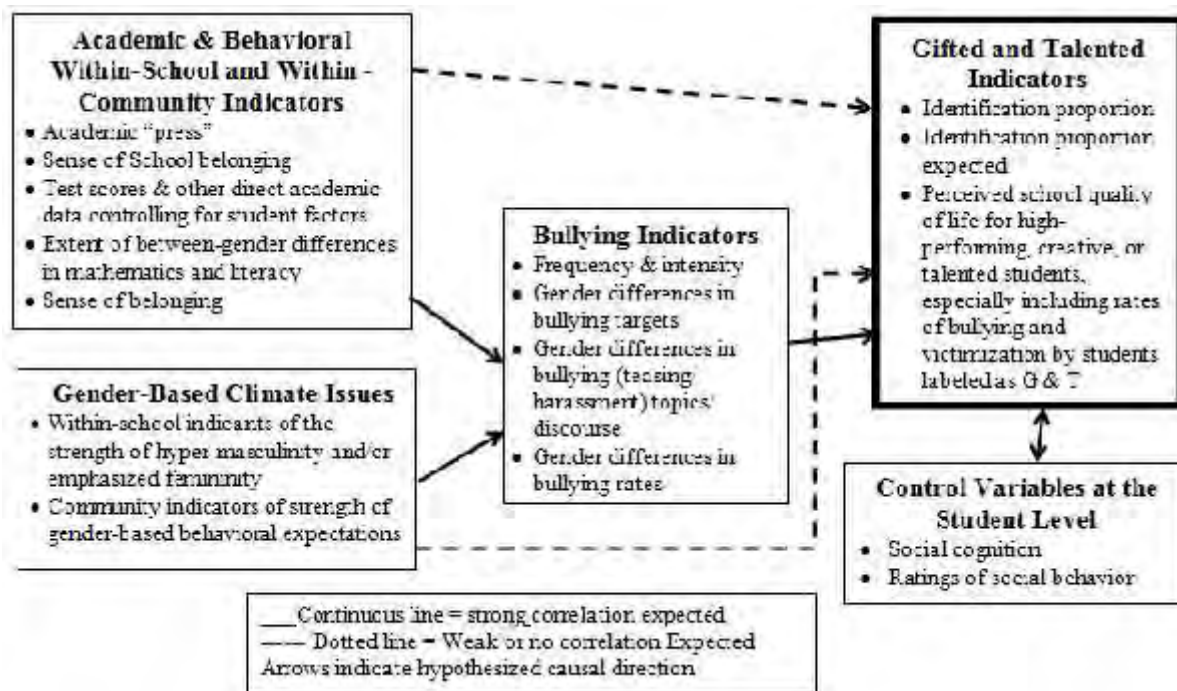 Academic & Behavioral
Within-School and Within-
Community Indicators
• Academic "press"
• Sense of School belonging
• Test scores & other direct academic
data controlling for student factors
• Extent of between-gender differences
in mathematics and literacy
• Sense of belonging
Gender-Based Climate Issues
• Within-school indicants of the
strength of hyper masculinity and/or
emphasized femininity
• Community indicators of strength of
gender-based behavioral expectations
Bullying Indicators
• Frequency & intensity
• Gender differences in
bullying targets
• Gender differences in
bullying (teasing/
harassment) topics/
discourse
• Gender differences in
bullying rates
Gifted and Talented
Indicators
• Identification proportion
• Identification proportion
expected
• Perceived school quality
of life for high-
performing, creative, or
talented students,
especially including rates
of bullying and
victimization by students
labeled as G & T
Control Variables at the
Student Level
• Social cognition
• Ratings of social behavior
___Continuous line = strong correlation expected
------ Dotted line = Weak or no correlation Expected
Arrows indicate hypothesized causal direction